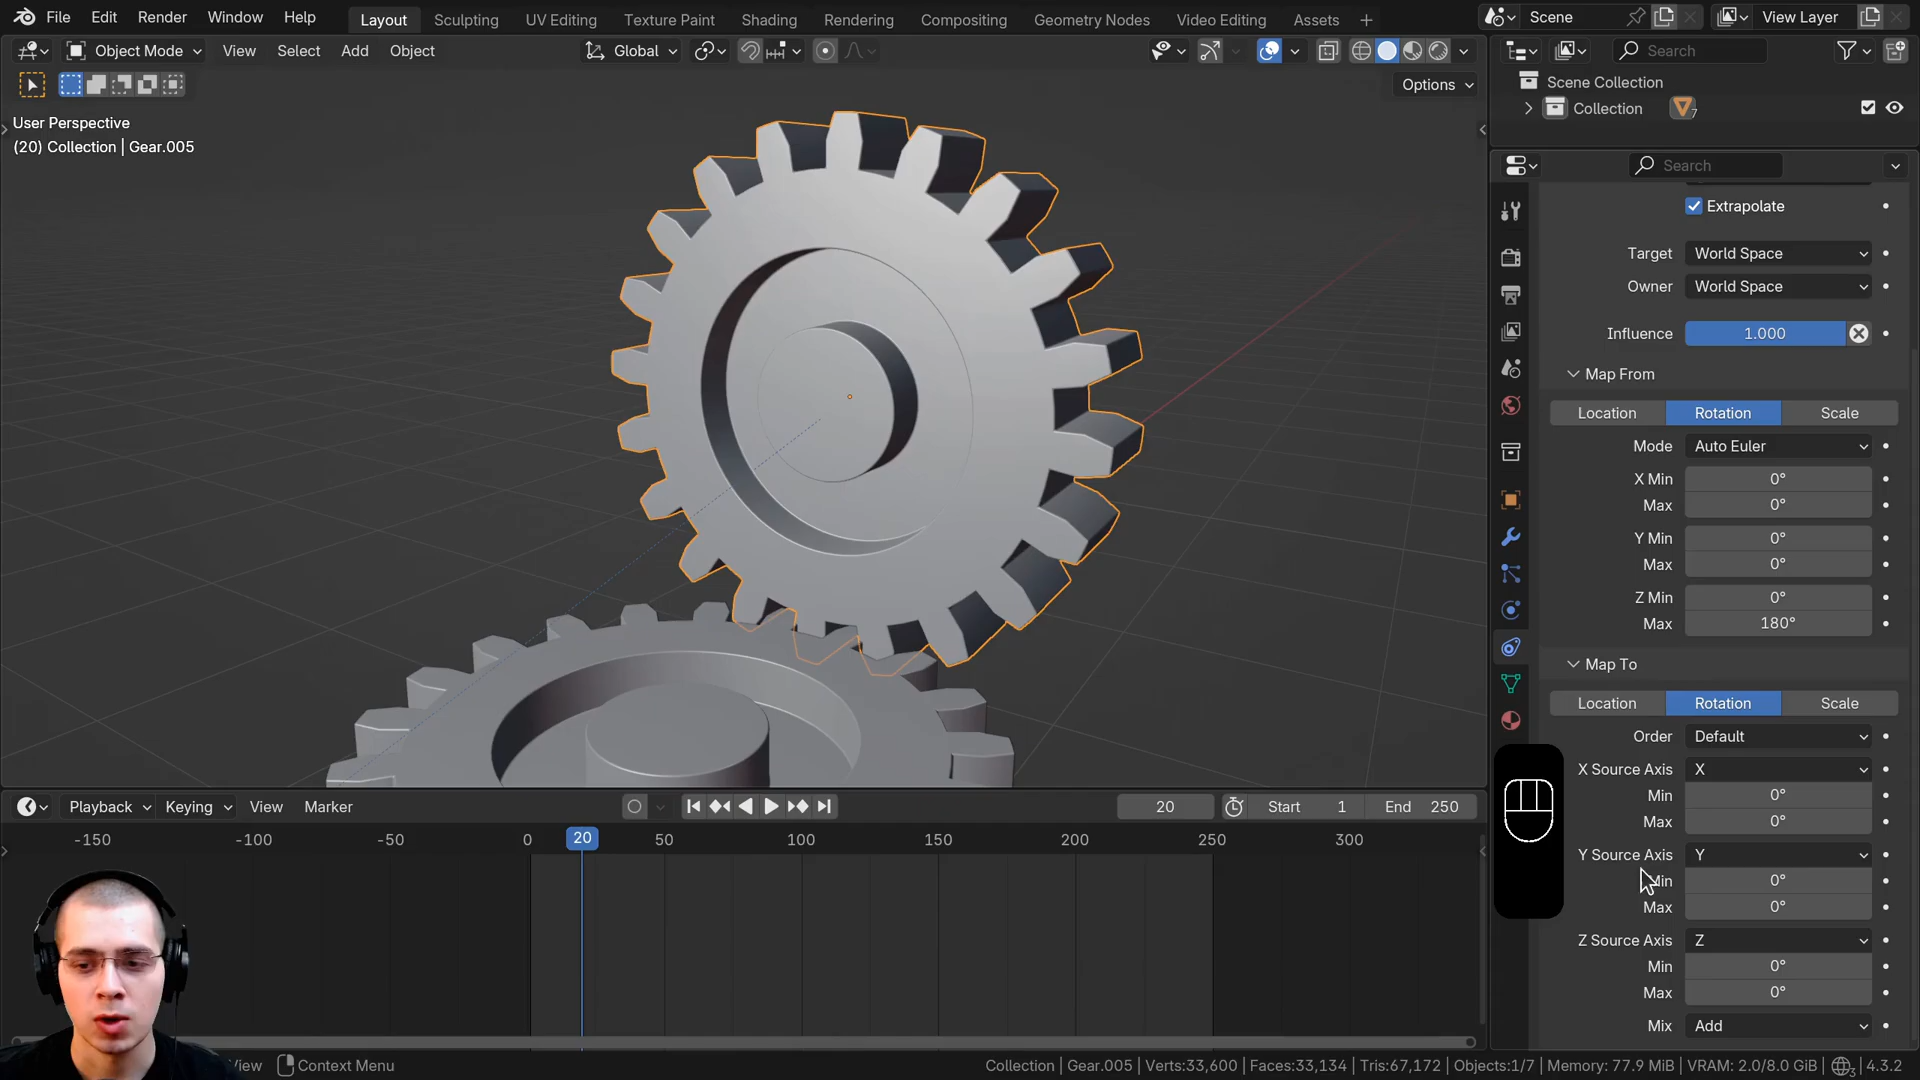 File Edit Render Window Help Layout Sculpting UV Editing Texture Paint Shading Rendering Compositing Geometry Nodes Video Editing Assets + Scene View Layer
Object Mode View Select Add Object Global Search
Options
Scene Collection
Collection 7
User Perspective
(20) Collection | Gear.005
Search
Extrapolate
Target World Space
Owner World Space
Influence 1.000
Map From
Location Rotation Scale
Mode Auto Euler
X Min 0°
Max 0°
Y Min 0°
Max 0°
Z Min 0°
Max 180°
Map To
Location Rotation Scale
Order Default
X Source Axis X
Min 0°
Max 0°
Y Source Axis Y
Min 0°
Max 0°
Z Source Axis Z
Min 0°
Max 0°
Mix Add
Playback Keying View Marker 20 Start 1 End 250
-150 -100 -50 0 20 50 100 150 200 250 300
View Context Menu Collection | Gear.005 | Verts:33,600 | Faces:33,134 | Tris:67,172 | Objects:1/7 | Memory: 77.9 MiB | VRAM: 2.0/8.0 GiB | 3 | 4.3.2